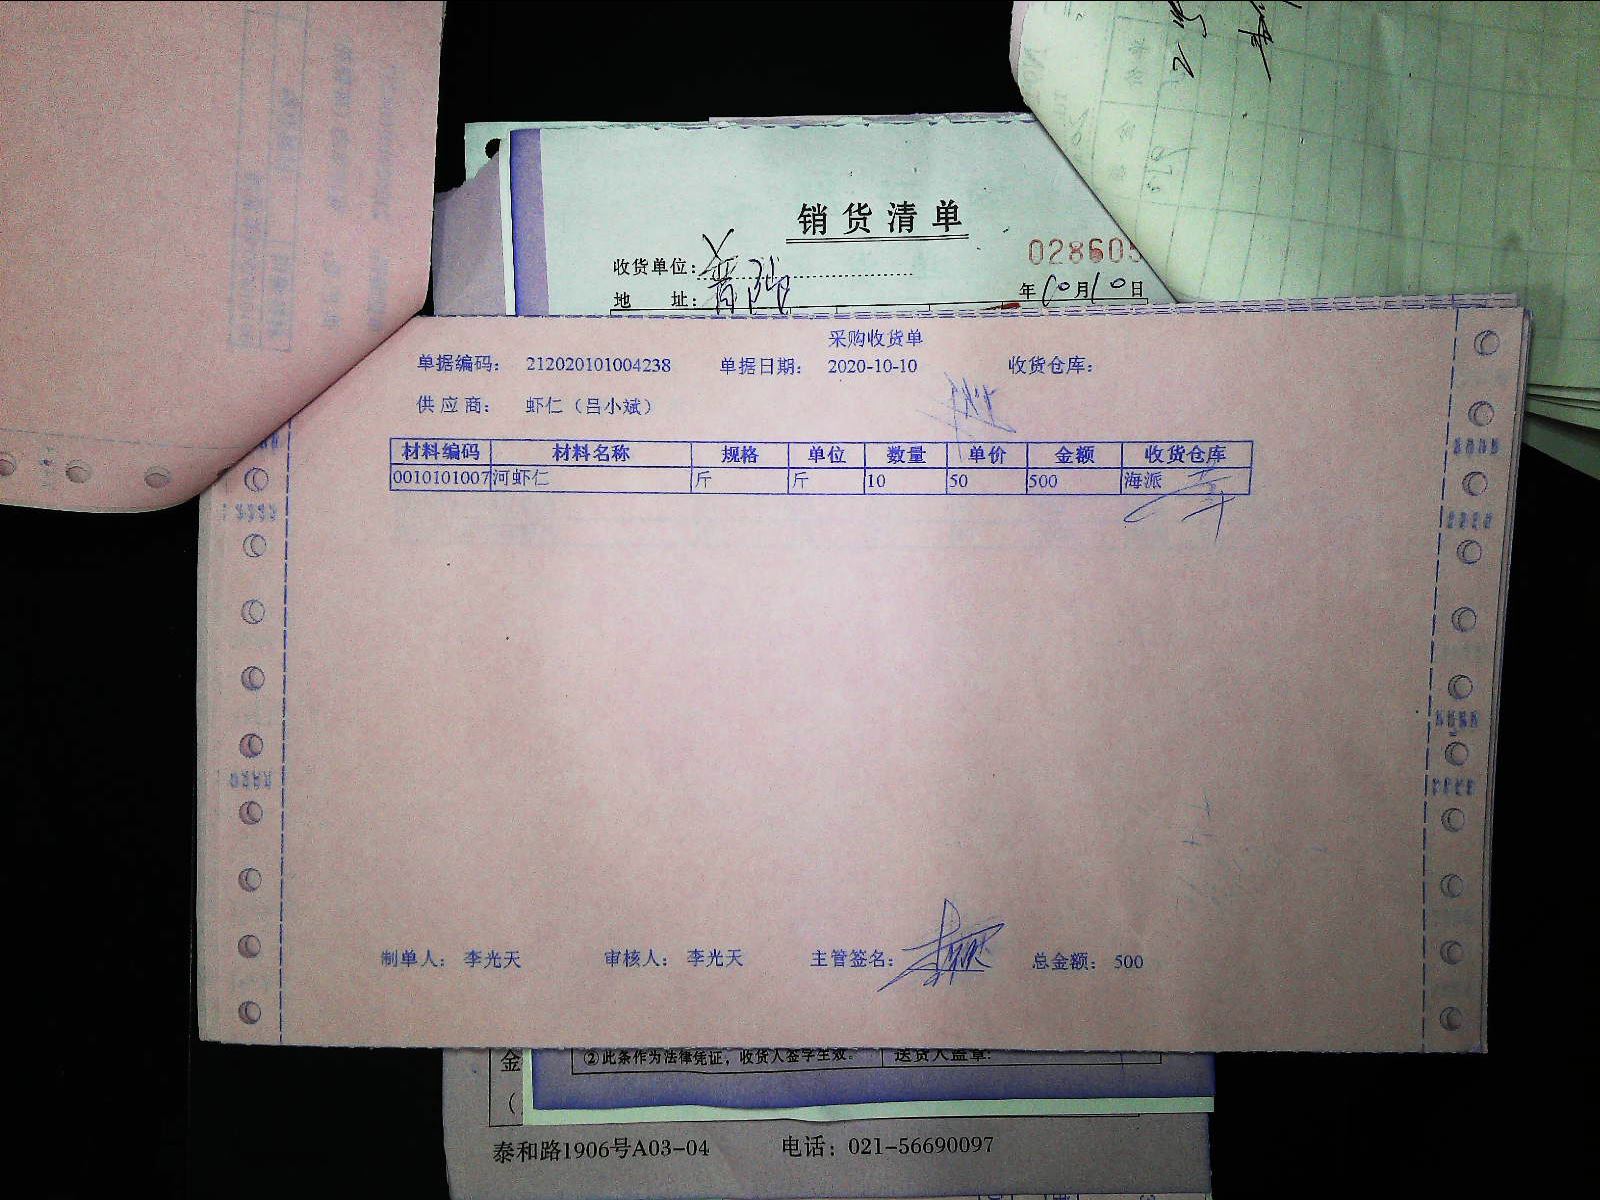 销货清单
收货单位:
028605
地 址:
年10月10日
采购收货单
单据编码: 212020101004238 单据日期: 2020-10-10 收货仓库:
供应商: 虾仁（吕小斌）
材料编码 材料名称 规格 单位 数量 单价 金额 收货仓库
0010101007 河虾仁 斤 斤 10 50 500 海派
制单人: 李光天 审核人: 李光天 主管签名: 总金额: 500
金
②此条作为法律凭证，收货人签字生效。 送货人盖章:
(
泰和路1906号A03-04 电话: 021-56690097